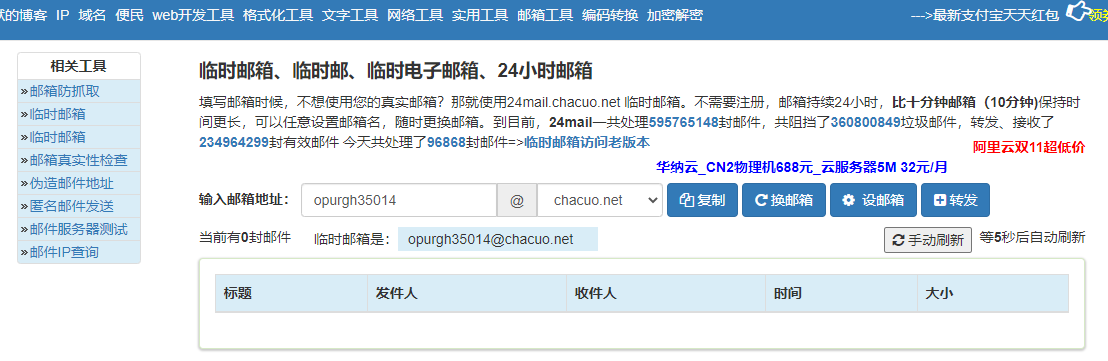 的博客 IP 域名 便民 web开发工具 格式化工具 文字工具 网络工具 实用工具 邮箱工具 编码转换 加密解密 --->最新支付宝天天红包 领
相关工具
»邮箱防抓取
»临时邮箱
»临时邮箱
»邮箱真实性检查
»伪造邮件地址
»匿名邮件发送
»邮件服务器测试
»邮件IP查询
临时邮箱、临时邮、临时电子邮箱、24小时邮箱
填写邮箱时候，不想使用您的真实邮箱？那就使用24mail.chacuo.net 临时邮箱。不需要注册，邮箱持续24小时，比十分钟邮箱（10分钟)保持时
间更长，可以任意设置邮箱名，随时更换邮箱。到目前，24mail—共处理595765148封邮件，共阻挡了360800849垃圾邮件，转发、接收了
234964299封有效邮件 今天共处理了96868封邮件=>临时邮箱访问老版本
阿里云双11超低价
华纳云_CN2物理机688元_云服务器5M 32元/月
输入邮箱地址： opurgh35014 @ chacuo.net 复制 换邮箱 设邮箱 转发
当前有0封邮件 临时邮箱是： opurgh35014@chacuo.net 手动刷新 等5秒后自动刷新
标题 发件人 收件人 时间 大小